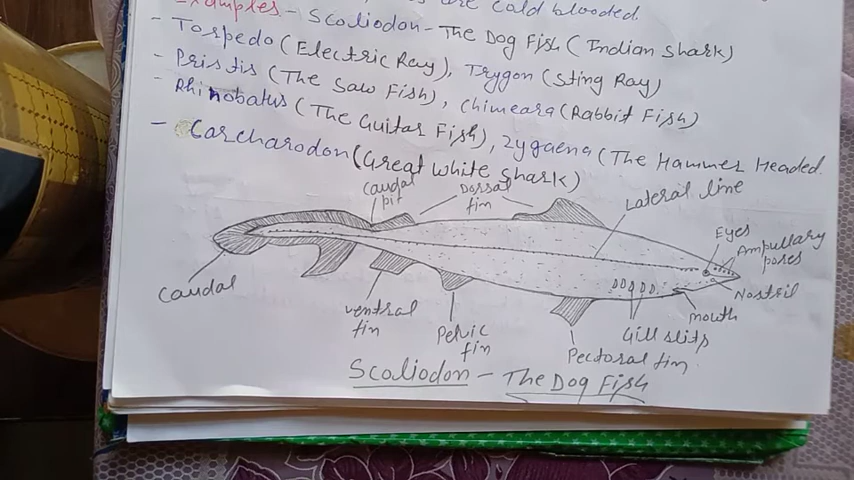 Examples - Scoliodon - The Dog Fish (Indian Shark)
- Torpedo (Electric Ray), Trygon (Sting Ray)
- Pristis (The Saw Fish), Chimeara (Rabbit Fish)
- Rhinobatus (The Guitar Fish), Zygaena (The Hammer Headed
- Carcharodon (Great White Shark)
Caudal pit
Dorsal fin
Lateral line
Eyes
Ampullary pores
Nostril
Mouth
Gill slits
Pectoral fin
Pelvic fin
ventral fin
Caudal
Scoliodon - The Dog Fish